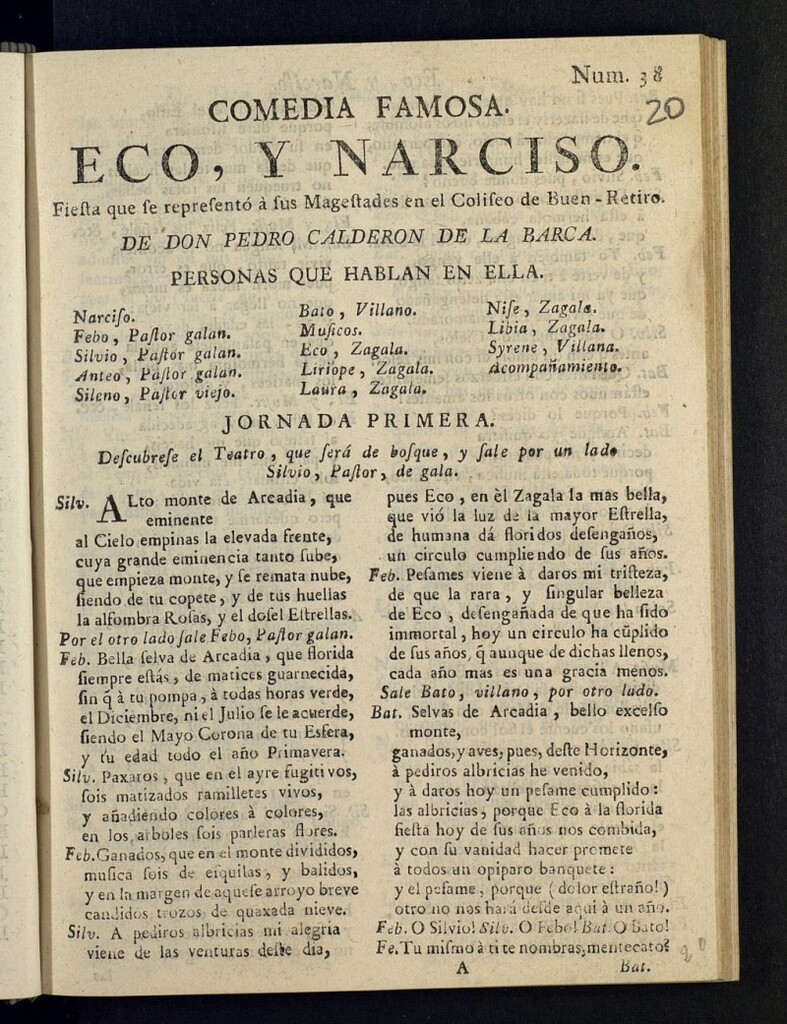 Num. 38
20
COMEDIA FAMOSA.
ECO, Y NARCISO.
Fieſta que ſe repreſentó à ſus Mageſtades en el Coliſeo de Buen-Retiro.
DE DON PEDRO CALDERON DE LA BARCA.
PERSONAS QUE HABLAN EN ELLA.
Narciſo.
Febo, Paſtor galan.
Silvio, Paſtor galan.
Anteo, Paſtor galan.
Sileno, Paſtor viejo.
Bato, Villano.
Muſicos.
Eco, Zagala.
Liriope, Zagala.
Laura, Zagala.
Niſe, Zagala.
Libia, Zagala.
Syrene, Villana.
Acompañamiento.
JORNADA PRIMERA.
Deſcubreſe el Teatro, que ſerá de boſque, y ſale por un lado
Silvio, Paſtor, de gala.
Silv. ALto monte de Arcadia, que
eminente
al Cielo empinas la elevada frente,
cuya grande eminencia tanto ſube,
que empieza monte, y ſe remata nube,
ſiendo de tu copete, y de tus huellas
la alfombra Roſas, y el doſel Eſtrellas.
Por el otro lado ſale Febo, Paſtor galan.
Feb. Bella ſelva de Arcadia, que florida
ſiempre eſtás, de matices guarnecida,
ſin q̃ à tu pompa, à todas horas verde,
el Diciembre, ni el Julio ſe le acuerde,
ſiendo el Mayo Corona de tu Esfera,
y tu edad todo el año Primavera.
Silv. Paxaros, que en el ayre fugitivos,
ſois matizados ramilletes vivos,
y añadiendo colores à colores,
en los arboles ſois parleras flores.
Feb. Ganados, que en el monte divididos,
muſica ſois de eſquilas, y balidos,
y en la margen de aqueſe arroyo breve
candidos trozos de quaxada nieve.
Silv. A pediros albricias mi alegria
viene de las venturas deſte dia,
pues Eco, en èl Zagala la mas bella,
que vió la luz de la mayor Eſtrella,
de humana dá floridos deſengaños,
un circulo cumpliendo de ſus años.
Feb. Peſames viene à daros mi triſteza,
de que la rara, y ſingular belleza
de Eco, deſengañada de que ha ſido
immortal, hoy un circulo ha cũplido
de ſus años, q̃ aunque de dichas llenos,
cada año mas es una gracia menos.
Sale Bato, villano, por otro lado.
Bat. Selvas de Arcadia, bello excelſo
monte,
ganados, y aves, pues, deſte Horizonte,
à pediros albricias he venido,
y à daros hoy un peſame cumplido:
las albricias, porque Eco à la florida
fieſta hoy de ſus años nos combida,
y con ſu vanidad hacer promete
à todos un opiparo banquete:
y el peſame, porque (dolor eſtraño!)
otro no nos hará deſde aqui à un año.
Feb. O Silvio! Silv. O Febo! Bat. O Bato!
Fe. Tu miſmo à ti te nombras, mentecato?
A
Bat.